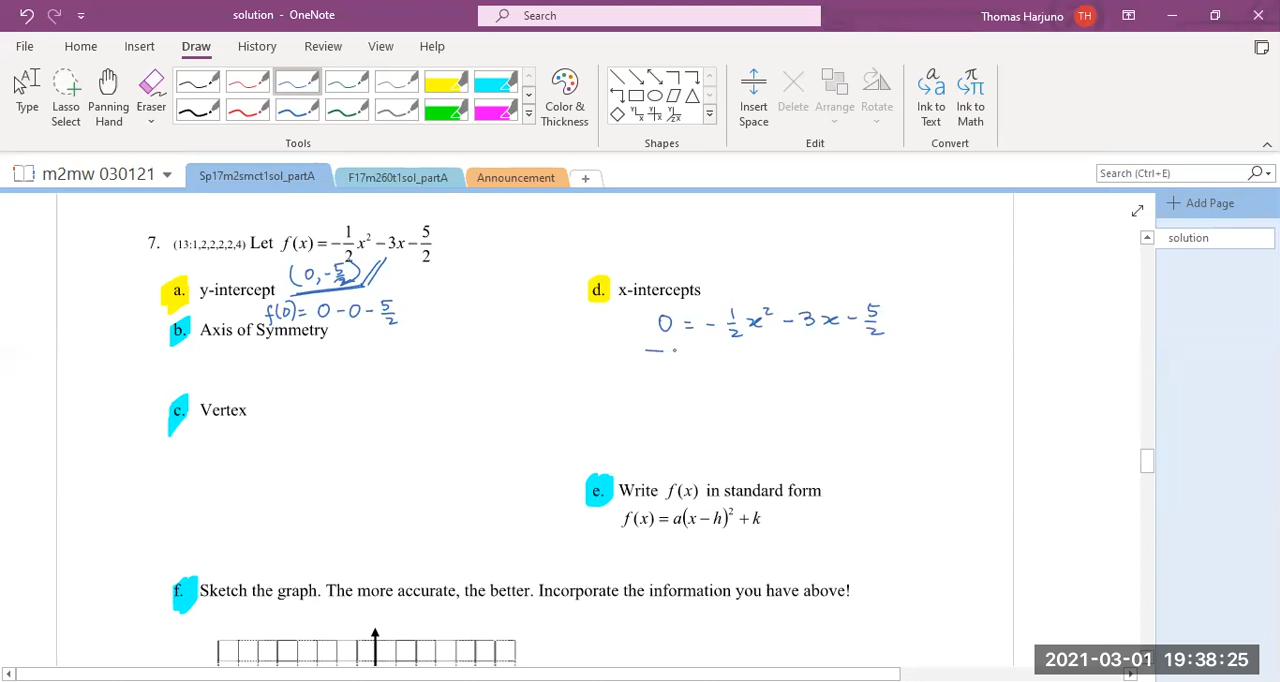 solution - OneNote
Search
Thomas Harjuno TH
File Home Insert Draw History Review View Help
Type
Lasso Select
Panning Hand
Eraser
Color & Thickness
Insert Space
Delete
Arrange
Rotate
Ink to Text
Ink to Math
Tools
Shapes
Edit
Convert
m2mw 030121
Sp17m2smct1sol_partA
F17m260t1sol_partA
Announcement
Search (Ctrl+E)
Add Page
solution
7. (13:1,2,2,2,2,4) Let f(x) = -1/2 x² - 3x - 5/2
a. y-intercept (0, -5/2)
f(0) = 0 - 0 - 5/2
b. Axis of Symmetry
c. Vertex
d. x-intercepts
0 = - 1/2 x² - 3x - 5/2
e. Write f(x) in standard form
f(x) = a(x - h)² + k
f. Sketch the graph. The more accurate, the better. Incorporate the information you have above!
2021-03-01 19:38:25